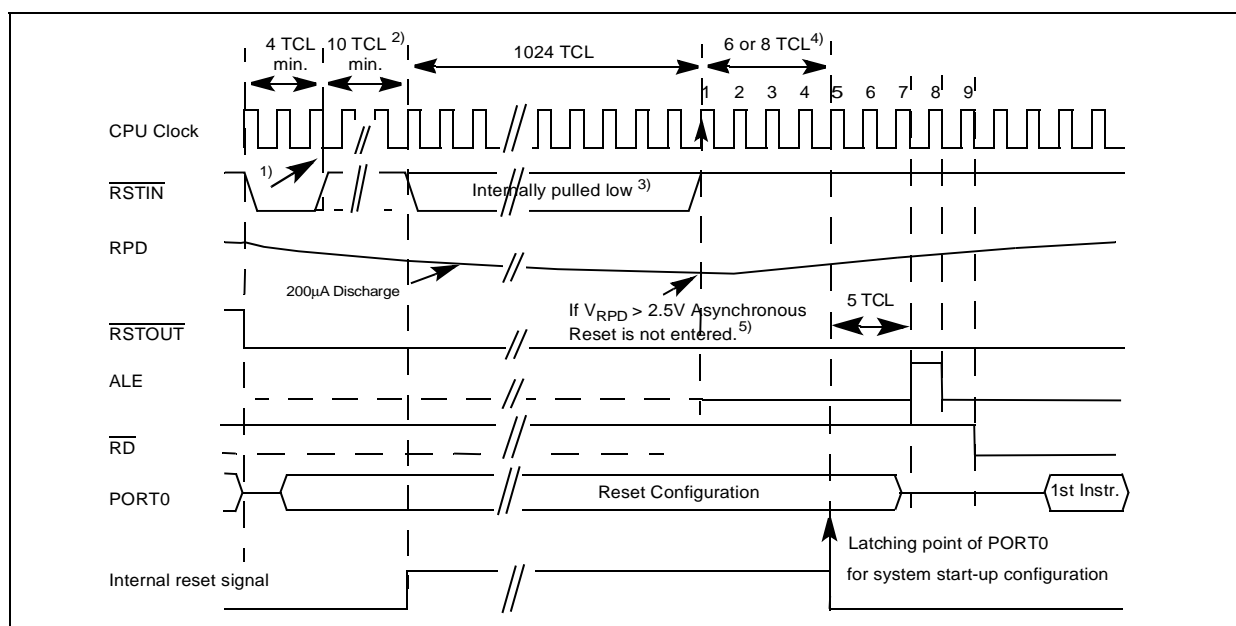 4 TCL
min.
10 TCL 2)
min.
1024 TCL
6 or 8 TCL4)
1 2 3 4 5 6 7 8 9
CPU Clock
1)
RSTIN
Internally pulled low 3)
RPD
200µA Discharge
If VRPD > 2.5V Asynchronous
Reset is not entered.5)
5 TCL
RSTOUT
ALE
RD
PORT0
Reset Configuration
1st Instr.
Latching point of PORT0
for system start-up configuration
Internal reset signal